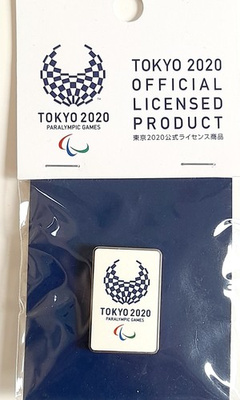 TOKYO 2020
PARALYMPIC GAMES
TOKYO 2020
OFFICIAL
LICENSED
PRODUCT
東京2020公式ライセンス商品
TOKYO 2020
PARALYMPIC GAMES